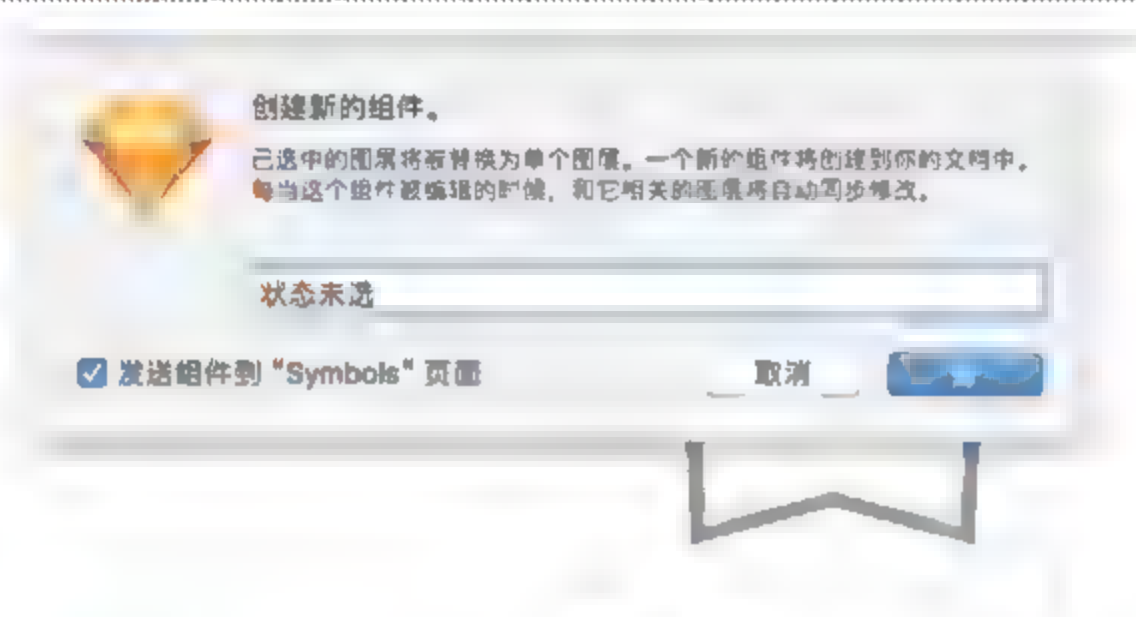 创建新的组件。
已选中的图层将被替换为单个图层。一个新的组件将创建到你的文档中。
每当这个组件被编辑的时候，和它相关的图层将自动同步修改。
状态未选
发送组件到 "Symbols" 页面
取消